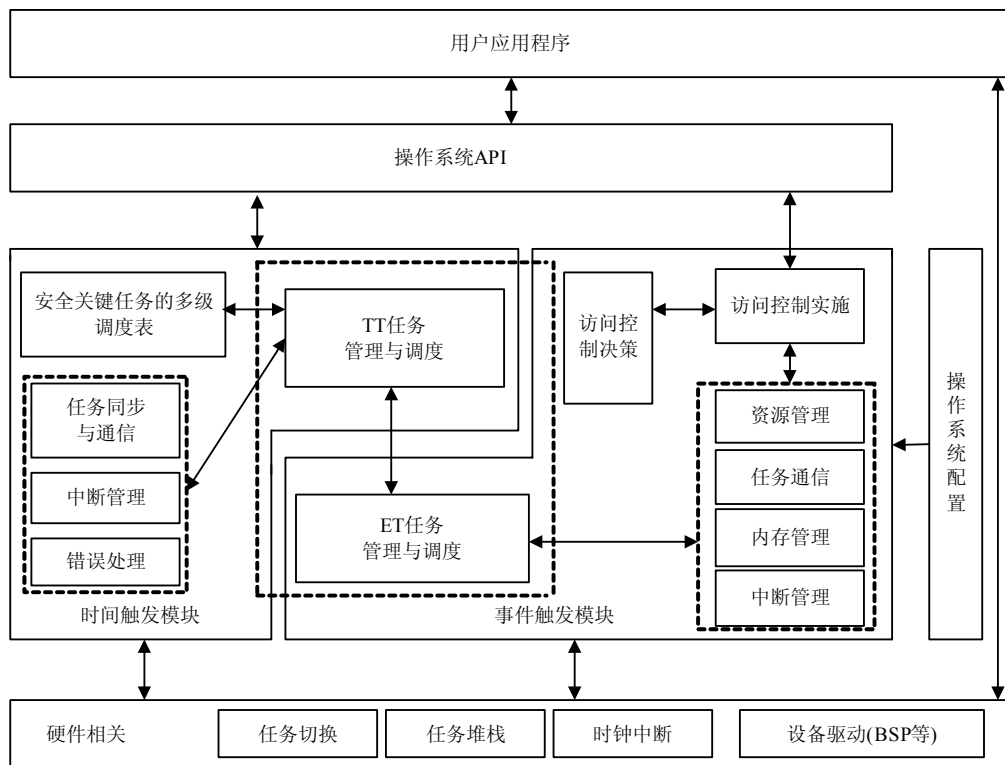 用户应用程序
操作系统API
安全关键任务的多级
调度表
TT任务
管理与调度
访问控
制决策
访问控制实施
任务同步
与通信
中断管理
错误处理
时间触发模块
ET任务
管理与调度
事件触发模块
资源管理
任务通信
内存管理
中断管理
操
作
系
统
配
置
硬件相关
任务切换
任务堆栈
时钟中断
设备驱动(BSP等)